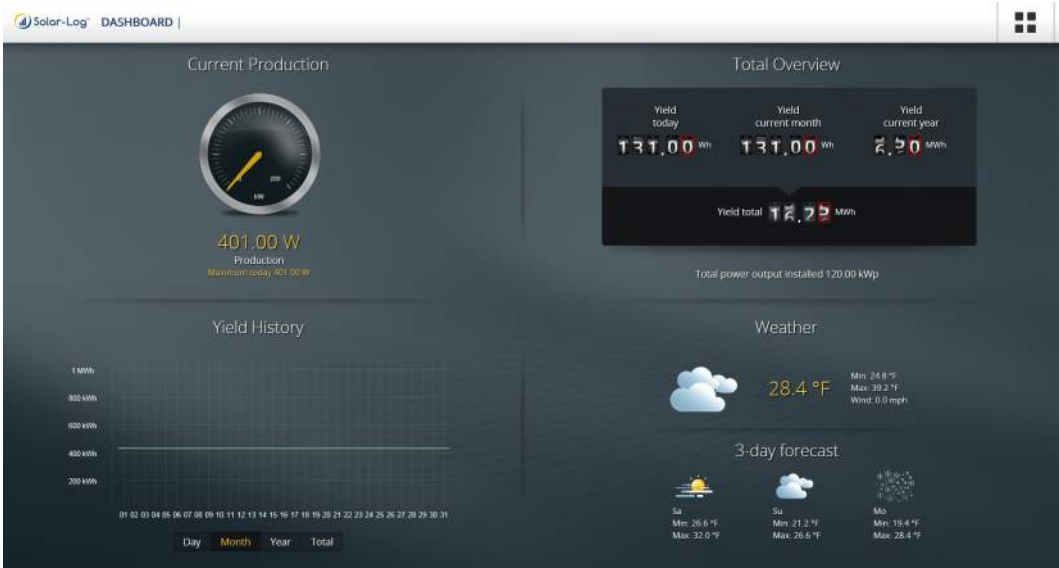 Solar-Log™ DASHBOARD |
Current Production
200
kW
401.00 W
Production
Maximum today 401.00 W
Total Overview
Yield
today
131.00 Wh
Yield
current month
131.00 Wh
Yield
current year
MWh
Yield total
MWh
Total power output installed 120.00 kWp
Yield History
1 MWh
800 kWh
600 kWh
400 kWh
200 kWh
01 02 03 04 05 06 07 08 09 10 11 12 13 14 15 16 17 18 19 20 21 22 23 24 25 26 27 28 29 30 31
Day Month Year Total
Weather
28.4 °F
Min: 24.8 °F
Max: 39.2 °F
Wind: 0.0 mph
3-day forecast
Sa
Min: 26.6 °F
Max: 32.0 °F
Su
Min: 21.2 °F
Max: 26.6 °F
Mo
Min: 19.4 °F
Max: 28.4 °F